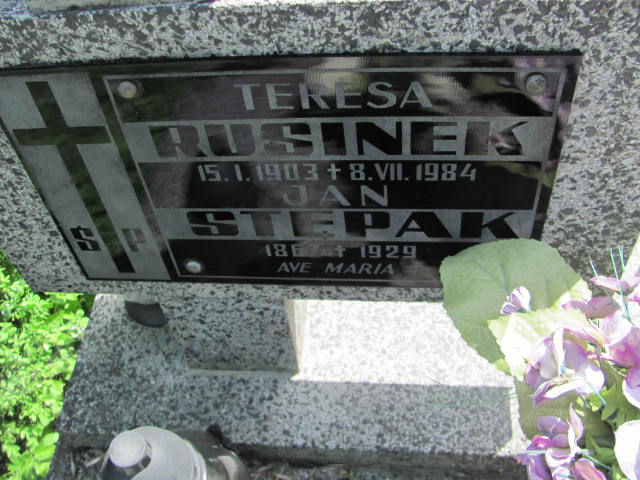 TERESA
RUSINEK
15. I. 1903 + 8. VII. 1984
JAN
STEPAK
+ 1929
AVE MARIA
Ś P